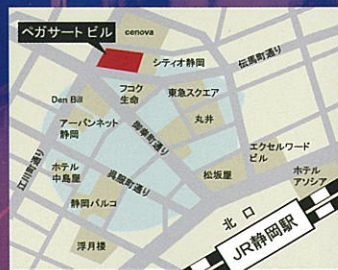 ペガサート ビル
cenova
シティオ静岡
伝馬町通り
Den Bill
フコク
生命
東急スクエア
丸井
アーバンネット
静岡
御幸町通り
エクセルワード
ビル
江川町通り
ホテル
中島屋
呉服町通り
松坂屋
ホテル
アソシア
静岡パルコ
北口
浮月楼
JR静岡駅